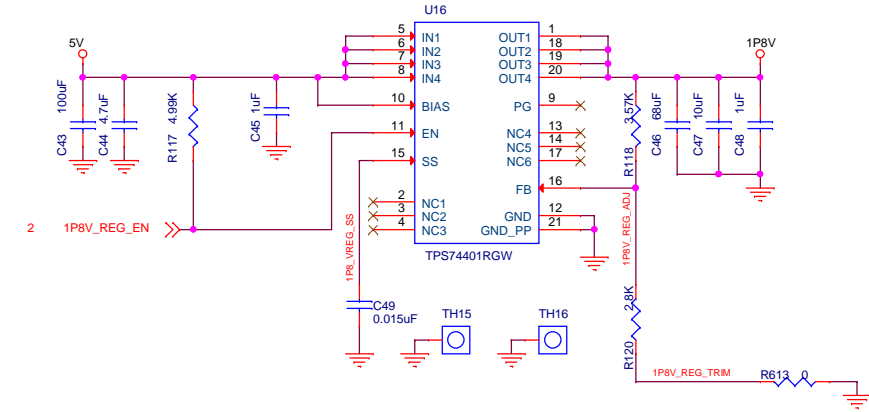 U16
5V
1P8V
5 IN1 OUT1 1
6 IN2 OUT2 18
7 IN3 OUT3 19
8 IN4 OUT4 20
10 BIAS PG 9
11 EN NC4 13
NC5 14
15 SS NC6 17
FB 16
2 NC1
3 NC2 GND 12
4 NC3 GND_PP 21
TPS74401RGW
C43 100uF
C44 4.7uF
R117 4.99K
C45 1uF
R118 3.57K
C46 68uF
C47 10uF
C48 1uF
2 1P8V_REG_EN
1P8_VREG_SS
1P8V_REG_ADJ
C49
0.015uF
TH15
TH16
R120 2.8K
1P8V_REG_TRIM
R613 0